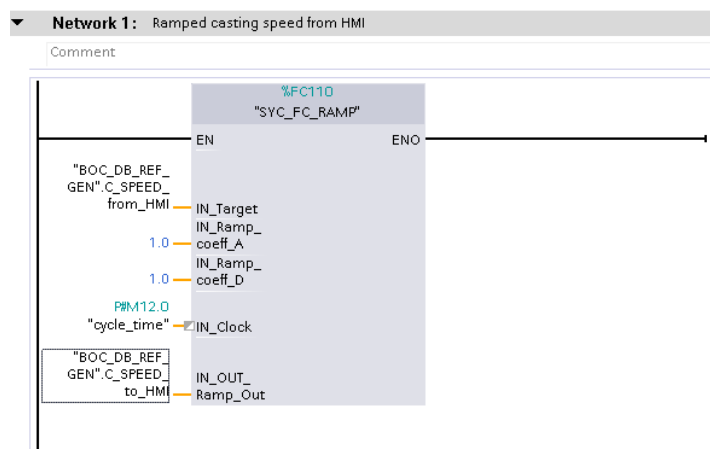 Network 1: Ramped casting speed from HMI
Comment
%FC110
"SYC_FC_RAMP"
EN
ENO
"BOC_DB_REF_
GEN".C_SPEED_
from_HMI
IN_Target
IN_Ramp_
1.0
coeff_A
IN_Ramp_
1.0
coeff_D
P#M12.0
"cycle_time"
IN_Clock
"BOC_DB_REF_
GEN".C_SPEED_
to_HMI
IN_OUT_
Ramp_Out